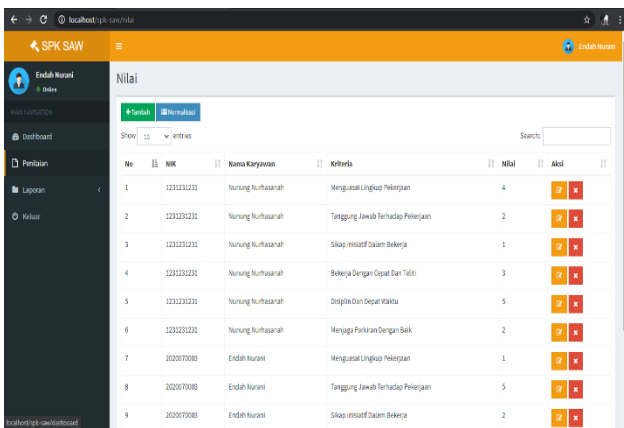 localhost/spk-saw/nilai
SPK SAW
Endah Nurani
Endah Nurani
Online
MAIN NAVIGATION
Dashboard
Penilaian
Laporan
Keluar
Nilai
+Tambah Normalisasi
Show 10 entries
Search:
No NIK Nama Karyawan Kriteria Nilai Aksi
1 1231231231 Nunung Nurhasanah Menguasai Lingkup Pekerjaan 4
2 1231231231 Nunung Nurhasanah Tanggung Jawab Terhadap Pekerjaan 2
3 1231231231 Nunung Nurhasanah Sikap Inisiatif Dalam Bekerja 1
4 1231231231 Nunung Nurhasanah Bekerja Dengan Cepat Dan Teliti 3
5 1231231231 Nunung Nurhasanah Disiplin Dan Depat Waktu 5
6 1231231231 Nunung Nurhasanah Menjaga Parkiran Dengan Baik 2
7 2020070003 Endah Nurani Menguasai Lingkup Pekerjaan 1
8 2020070003 Endah Nurani Tanggung Jawab Terhadap Pekerjaan 5
9 2020070003 Endah Nurani Sikap Inisiatif Dalam Bekerja 2
localhost/spk-saw/dashboard